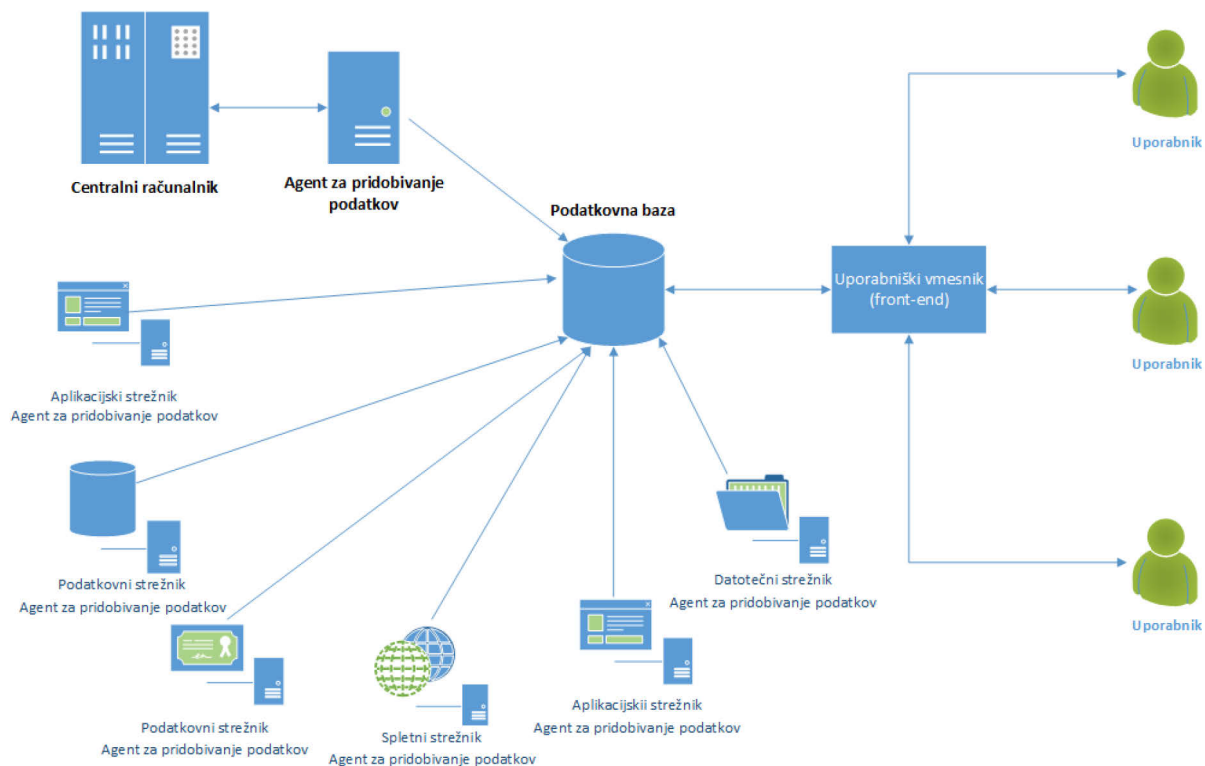 Centralni računalnik
Agent za pridobivanje
podatkov
Podatkovna baza
Uporabnik
Uporabniški vmesnik
(front-end)
Uporabnik
Aplikacijski strežnik
Agent za pridobivanje podatkov
Podatkovni strežnik
Agent za pridobivanje podatkov
Datotečni strežnik
Agent za pridobivanje podatkov
Uporabnik
Podatkovni strežnik
Agent za pridobivanje podatkov
Spletni strežnik
Agent za pridobivanje podatkov
Aplikacijskii strežnik
Agent za pridobivanje podatkov